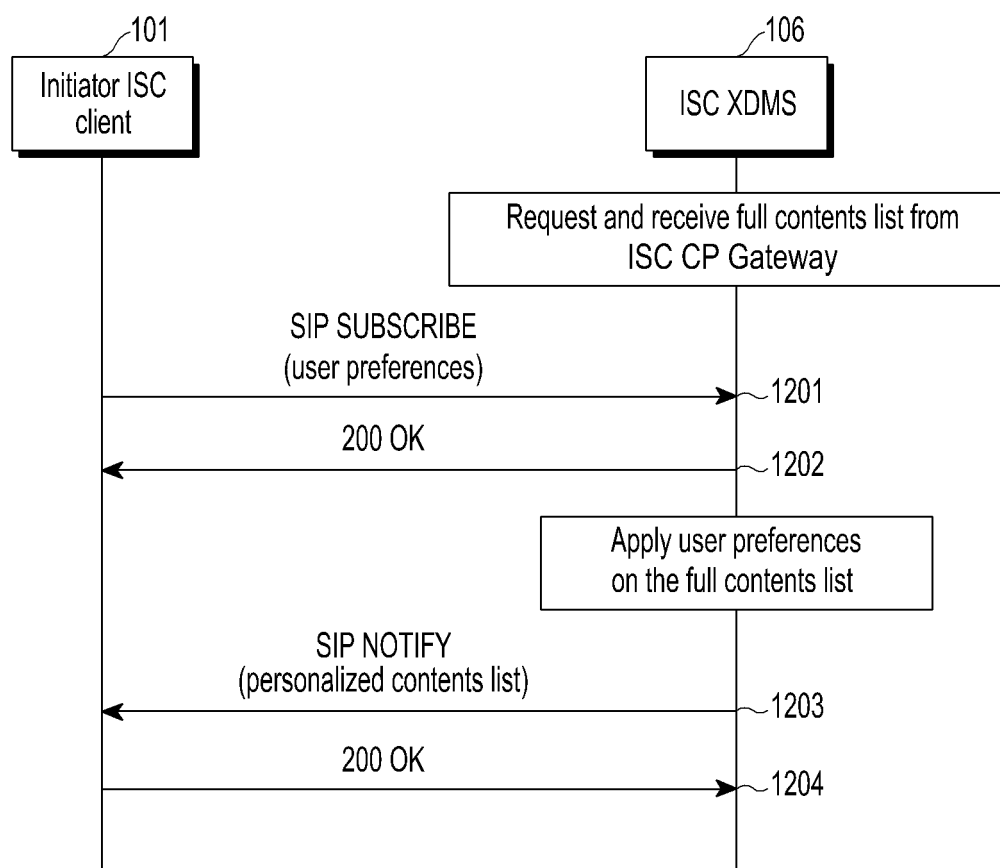 101
106
Initiator ISC
client
ISC XDMS
Request and receive full contents list from
ISC CP Gateway
SIP SUBSCRIBE
(user preferences)
1201
200 OK
1202
Apply user preferences
on the full contents list
SIP NOTIFY
(personalized contents list)
1203
200 OK
1204